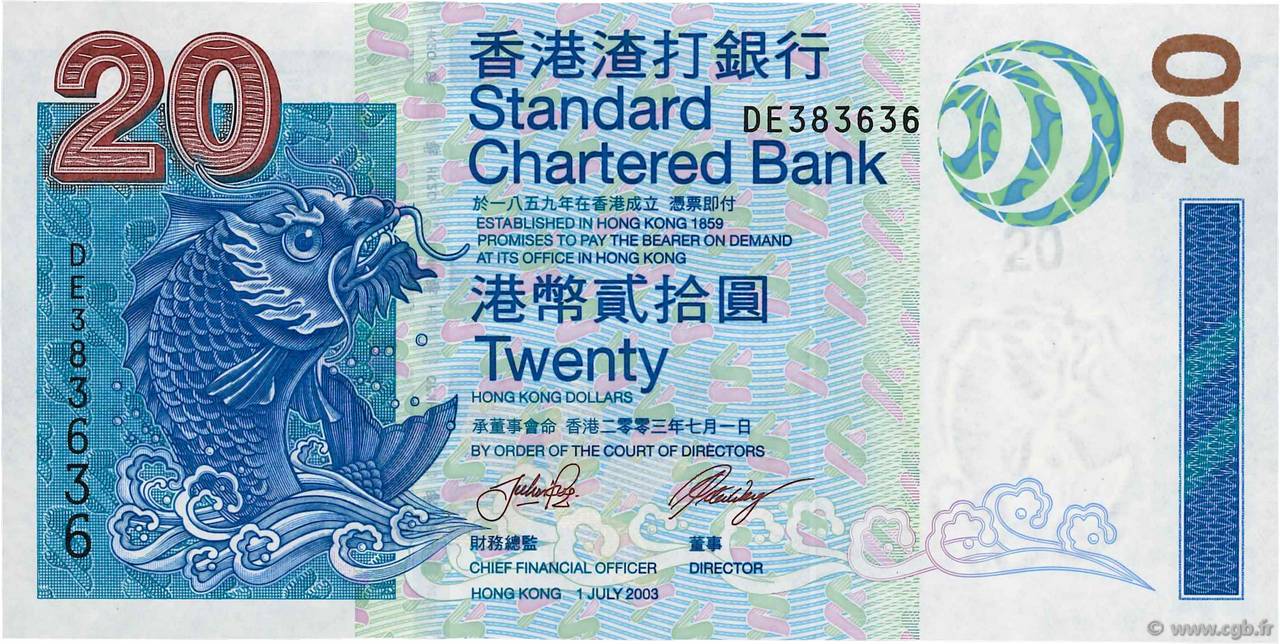 20
香港渣打銀行
Standard
Chartered Bank
DE383636
20
於一八五九年在香港成立 憑票即付
ESTABLISHED IN HONG KONG 1859
PROMISES TO PAY THE BEARER ON DEMAND
AT ITS OFFICE IN HONG KONG
DE383636
港幣貳拾圓
Twenty
HONG KONG DOLLARS
20
承董事會命 香港二零零三年七月一日
BY ORDER OF THE COURT OF DIRECTORS
財務總監 董事
CHIEF FINANCIAL OFFICER DIRECTOR
HONG KONG 1 JULY 2003
© www.cgb.fr